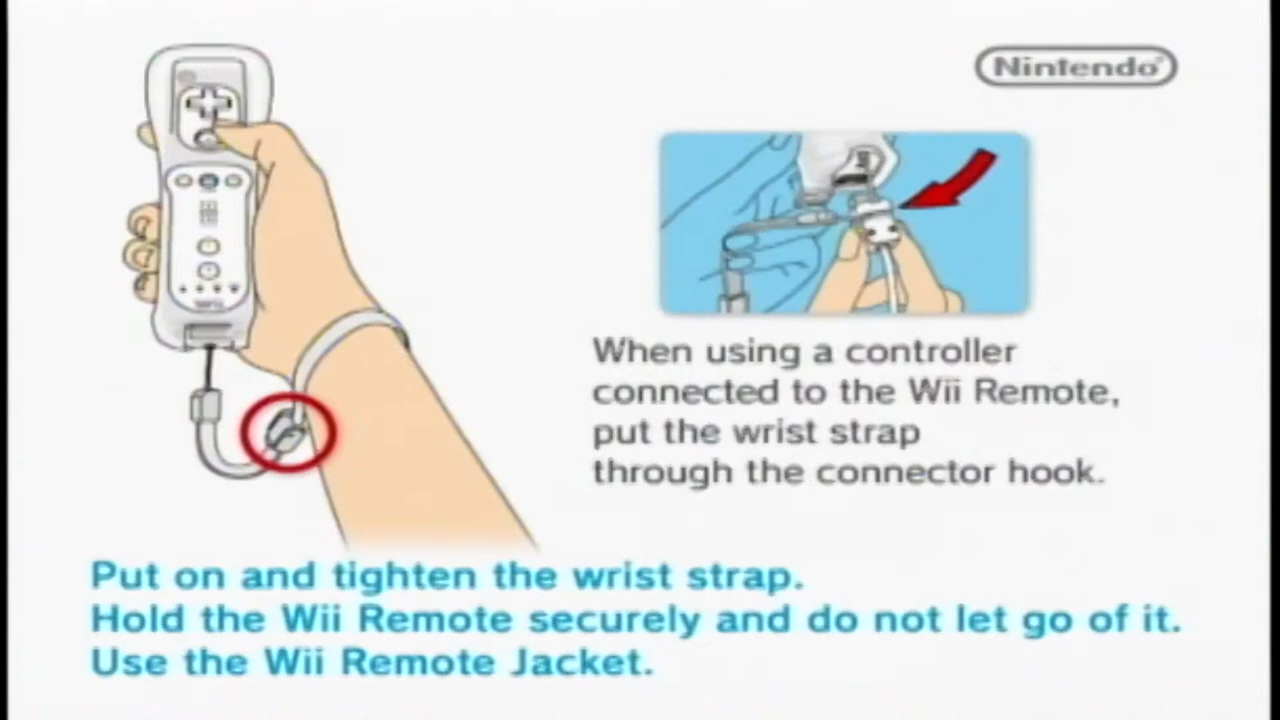 Nintendo
When using a controller
connected to the Wii Remote,
put the wrist strap
through the connector hook.
Put on and tighten the wrist strap.
Hold the Wii Remote securely and do not let go of it.
Use the Wii Remote Jacket.